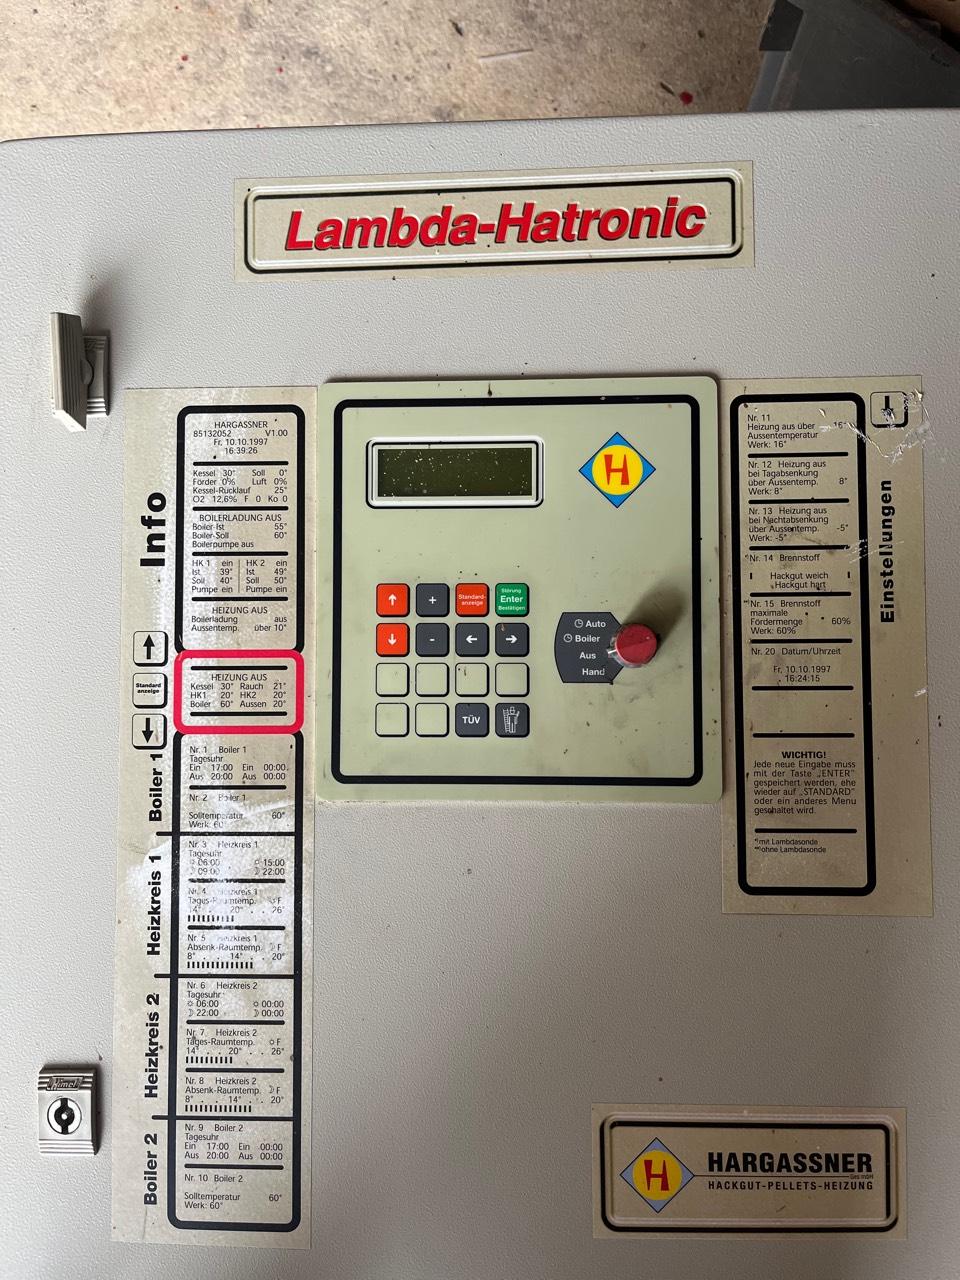 Lambda-Hatronic
Info
HARGASSNER
85132052 V1.00
Fr. 10.10.1997
16:39:26
Kessel 30° Soll 0°
Förder 0% Luft 0%
Kessel-Rücklauf 25°
O2 12,6% F 0 Ko 0
BOILERLADUNG AUS
Boiler-Ist 55°
Boiler-Soll 60°
Boilerpumpe aus
HK 1 ein HK 2 ein
Ist 39° Ist 49°
Soll 40° Soll 50°
Pumpe ein Pumpe ein
HEIZUNG AUS
Boilerladung aus
Aussentemp. über 10°
Standard-
anzeige
HEIZUNG AUS
Kessel 30° Rauch 21°
HK1 20° HK2 20°
Boiler 60° Aussen 20°
Boiler 1
Nr. 1 Boiler 1
Tagesuhr
Ein 17:00 Ein 00:00
Aus 20:00 Aus 00:00
Nr. 2 Boiler 1
Solltemperatur 60°
Werk: 60°
Heizkreis 1
Nr. 3 Heizkreis 1
Tagesuhr
06:00 15:00
09:00 22:00
Nr. 4 Heizkreis 1
Tages-Raumtemp. F
14° . . 20° . . 26°
Nr. 5 Heizkreis 1
Absenk-Raumtemp. F
8° . . 14° . . 20°
Heizkreis 2
Nr. 6 Heizkreis 2
Tagesuhr
06:00 00:00
22:00 00:00
Nr. 7 Heizkreis 2
Tages-Raumtemp. F
14° . . 20° . . 26°
Nr. 8 Heizkreis 2
Absenk-Raumtemp. F
8° . . 14° . . 20°
Boiler 2
Nr. 9 Boiler 2
Tagesuhr
Ein 17:00 Ein 00:00
Aus 20:00 Aus 00:00
Nr. 10 Boiler 2
Solltemperatur 60°
Werk: 60°
H
↑ + Standard-
anzeige
Störung
Enter
Bestätigen
↓ - ← →
TÜV
Auto
Boiler
Aus
Hand
Einstellungen
Nr. 11
Heizung aus über 16°
Aussentemperatur
Werk: 16°
Nr. 12 Heizung aus
bei Tagabsenkung
über Aussentemp. 8°
Werk: 8°
Nr. 13 Heizung aus
bei Nachtabsenkung
über Aussentemp. -5°
Werk: -5°
*Nr. 14 Brennstoff
Hackgut weich
Hackgut hart
**Nr. 15 Brennstoff
maximale
Fördermenge 60%
Werk: 60%
Nr. 20 Datum/Uhrzeit
Fr. 10.10.1997
16:24:15
WICHTIG!
Jede neue Eingabe muss
mit der Taste „ENTER"
gespeichert werden, ehe
wieder auf „STANDARD"
oder ein anderes Menu
geschaltet wird.
*)mit Lambdasonde
**)ohne Lambdasonde
Himel
H
HARGASSNER
Ges mbH
HACKGUT-PELLETS-HEIZUNG